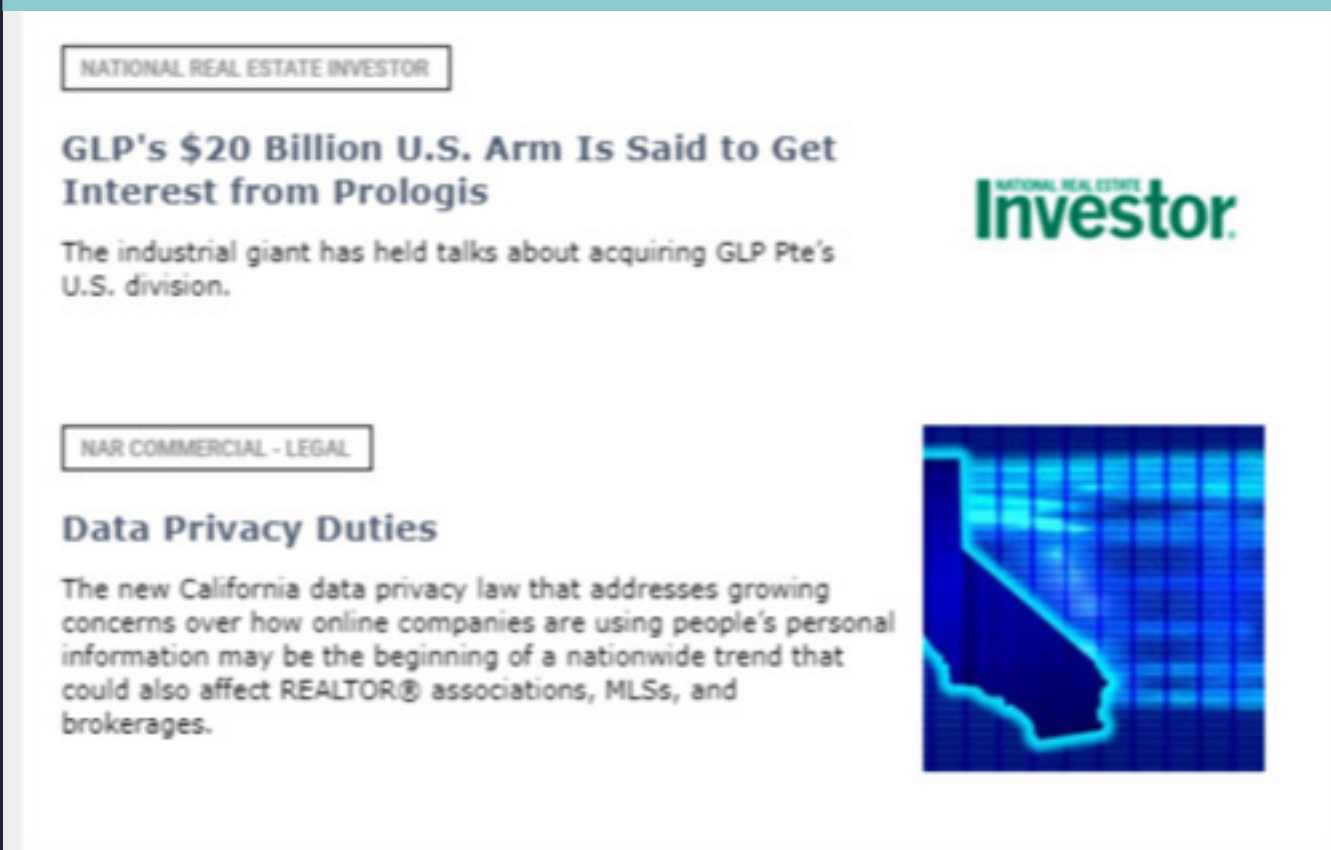 NATIONAL REAL ESTATE INVESTOR
GLP's $20 Billion U.S. Arm Is Said to Get
Interest from Prologis
The industrial giant has held talks about acquiring GLP Pte's
U.S. division.
NATIONAL REAL ESTATE
Investor.
NAR COMMERCIAL - LEGAL
Data Privacy Duties
The new California data privacy law that addresses growing
concerns over how online companies are using people's personal
information may be the beginning of a nationwide trend that
could also affect REALTOR® associations, MLSs, and
brokerages.